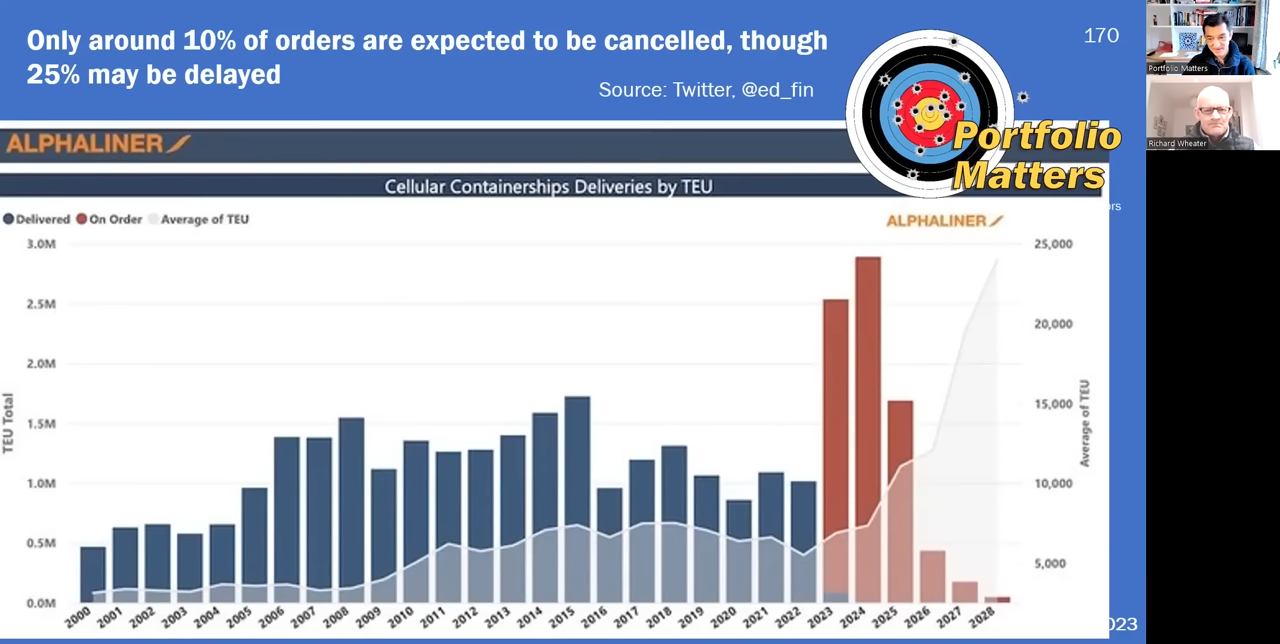 Only around 10% of orders are expected to be cancelled, though
25% may be delayed
Source: Twitter, @ed_fin
170
Portfolio
Matters
Portfolio Matters
Richard Wheater
ALPHALINER
Cellular Containerships Deliveries by TEU
Delivered On Order Average of TEU
ALPHALINER
ors
TEU Total
3.0M
2.5M
2.0M
1.5M
1.0M
0.5M
0.0M
25,000
20,000
15,000
10,000
5,000
Average of TEU
2000 2001 2002 2003 2004 2005 2006 2007 2008 2009 2010 2011 2012 2013 2014 2015 2016 2017 2018 2019 2020 2021 2022 2023 2024 2025 2026 2027 2028
023